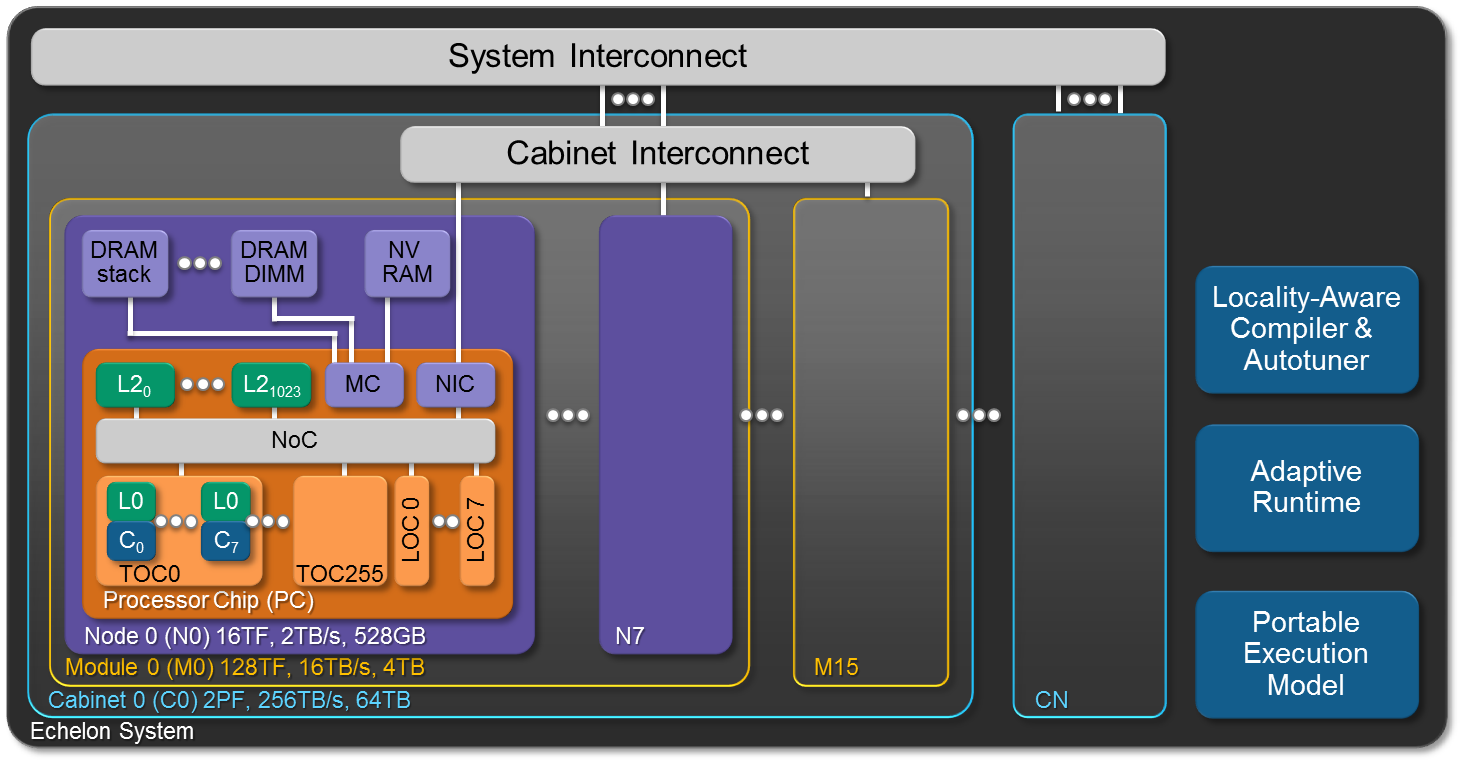 System Interconnect
Cabinet Interconnect
DRAM
stack
DRAM
DIMM
NV
RAM
L2₀
L2₁₀₂₃
MC
NIC
NoC
L0
C₀
L0
C₇
TOC0
TOC255
LOC 0
LOC 7
Processor Chip (PC)
Node 0 (N0) 16TF, 2TB/s, 528GB
N7
Module 0 (M0) 128TF, 16TB/s, 4TB
M15
Cabinet 0 (C0) 2PF, 256TB/s, 64TB
CN
Echelon System
Locality-Aware
Compiler &
Autotuner
Adaptive
Runtime
Portable
Execution
Model